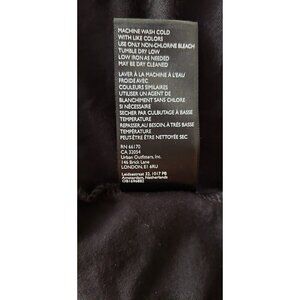 MACHINE WASH COLD
WITH LIKE COLORS
USE ONLY NON-CHLORINE BLEACH
TUMBLE DRY LOW
LOW IRON AS NEEDED
MAY BE DRY CLEANED
LAVER À LA MACHINE À L'EAU
FROIDE AVEC
COULEURS SIMILAIRES
UTILISER UN AGENT DE
BLANCHIMENT SANS CHLORE
SI NÉCESSAIRE
SECHER PAR CULBUTAGE À BASSE
TEMPÉRATURE
REPASSER, AU BESOIN, À TRÈS BASSE
TEMPÉRATURE
PEUT-ÊTRE ÊTRE NETTOYÉ SEC
RN 66170
CA 33054
Urban Outfitters, Inc.
146 Brick Lane
LONDON, E1 6RU
Leidsestraat 32, 1017 PB
Amsterdam, Netherlands